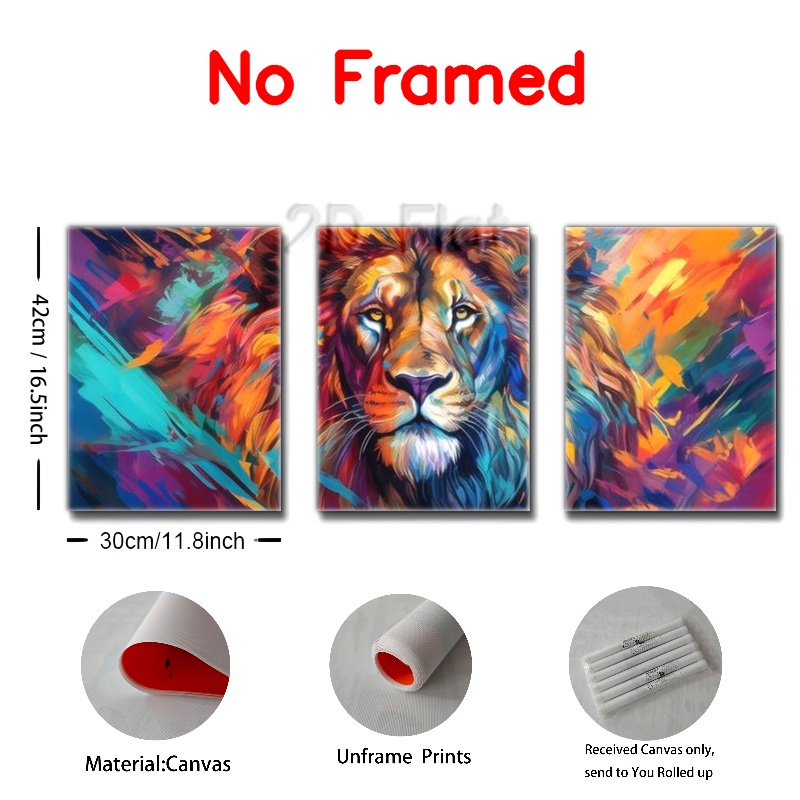 No Framed
2D Flat
42cm / 16.5inch
30cm/11.8inch
Material:Canvas
Unframe Prints
Received Canvas only,
send to You Rolled up